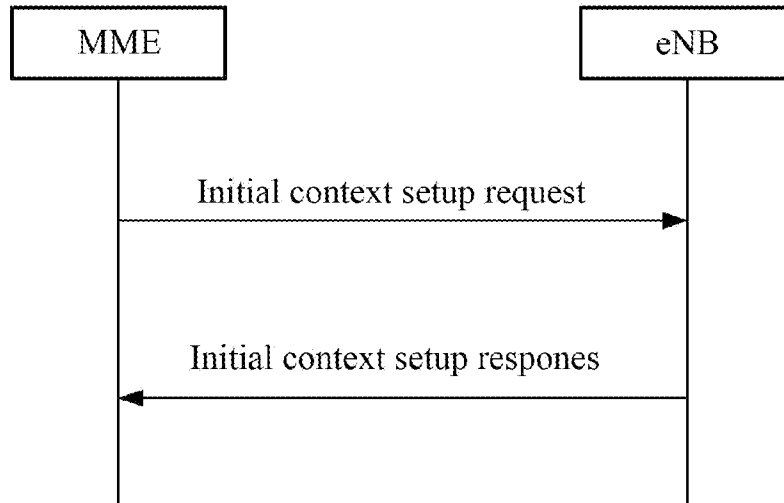 MME
eNB
Initial context setup request
Initial context setup respones